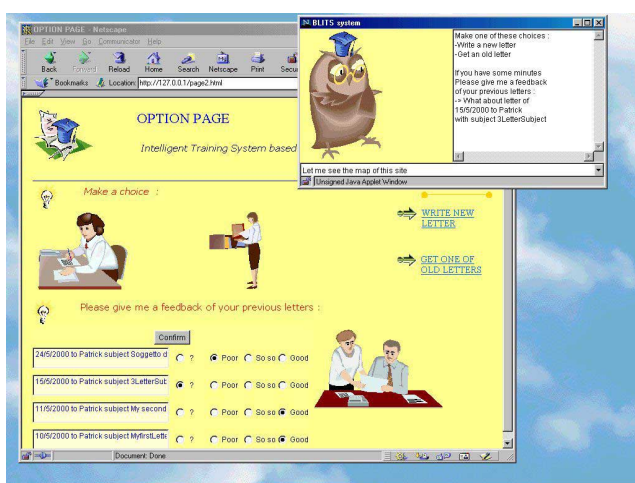 OPTION PAGE - Netscape
File Edit View Go Communicator Help
Back Forward Reload Home Search Netscape Print Secu
Bookmarks Location: http://127.0.0.1/page2.html
OPTION PAGE
Intelligent Training System based
Make a choice :
WRITE NEW
LETTER
GET ONE OF
OLD LETTERS
Please give me a feedback of your previous letters :
Confirm
24/5/2000 to Patrick subject Soggetto d ? Poor So so Good
15/5/2000 to Patrick subject 3LetterSub ? Poor So so Good
11/5/2000 to Patrick subject My second ? Poor So so Good
10/5/2000 to Patrick subject MyfirstLette ? Poor So so Good
Document: Done
BLITS system
Make one of these choices :
-Write a new letter
-Get an old letter
If you have some minutes
Please give me a feedback
of your previous letters :
-> What about letter of
15/5/2000 to Patrick
with subject 3LetterSubject
Let me see the map of this site
Unsigned Java Applet Window